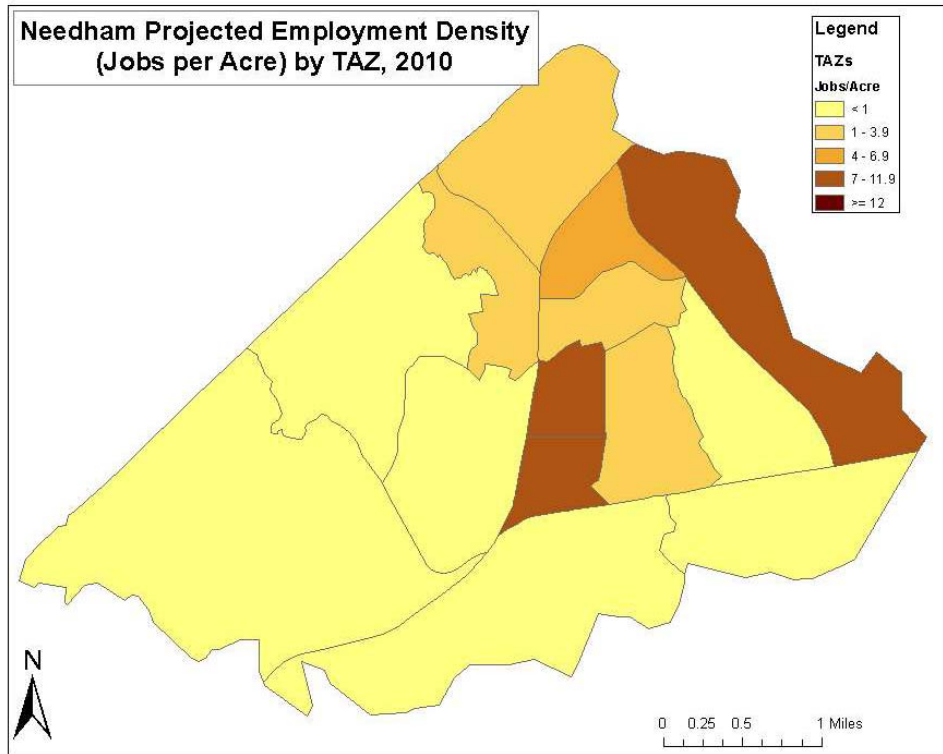 Needham Projected Employment Density
(Jobs per Acre) by TAZ, 2010
Legend
TAZs
Jobs/Acre
< 1
1 - 3.9
4 - 6.9
7 - 11.9
>= 12
N
0 0.25 0.5 1 Miles